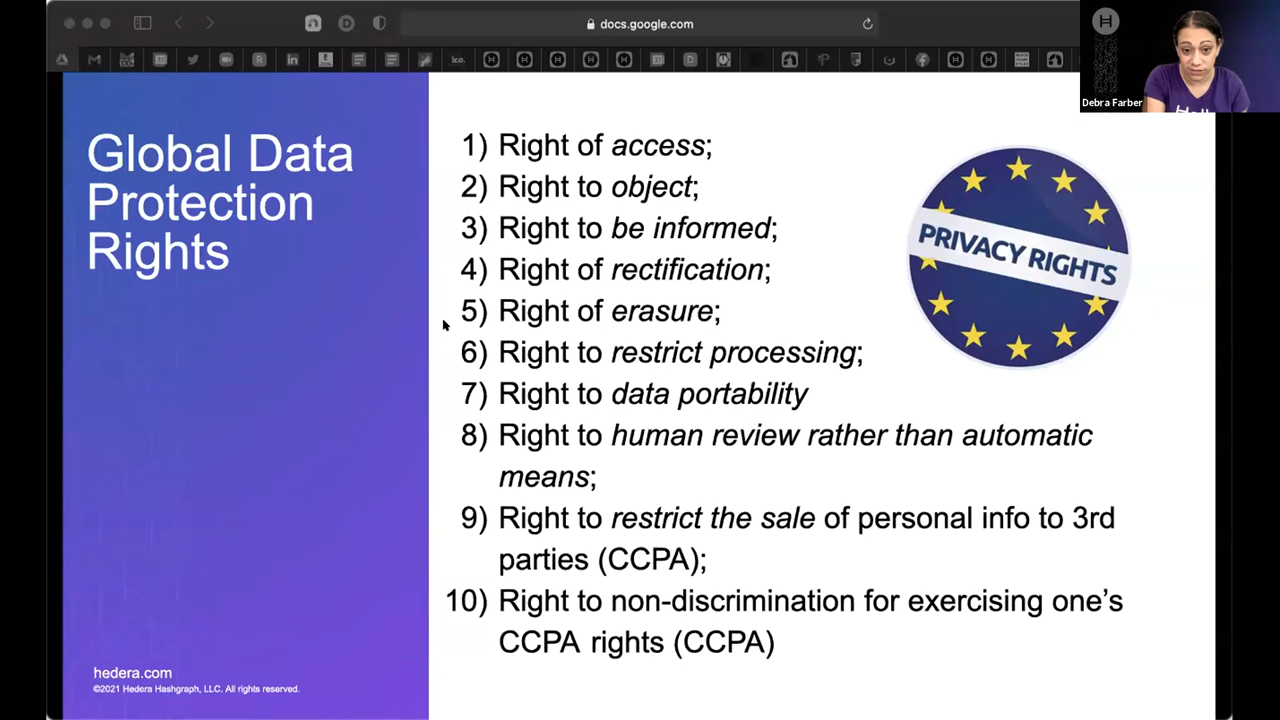 docs.google.com
Debra Farber
Global Data
Protection
Rights
1) Right of access;
2) Right to object;
3) Right to be informed;
4) Right of rectification;
5) Right of erasure;
6) Right to restrict processing;
7) Right to data portability
8) Right to human review rather than automatic
means;
9) Right to restrict the sale of personal info to 3rd
parties (CCPA);
10) Right to non-discrimination for exercising one’s
CCPA rights (CCPA)
PRIVACY RIGHTS
hedera.com
©2021 Hedera Hashgraph, LLC. All rights reserved.